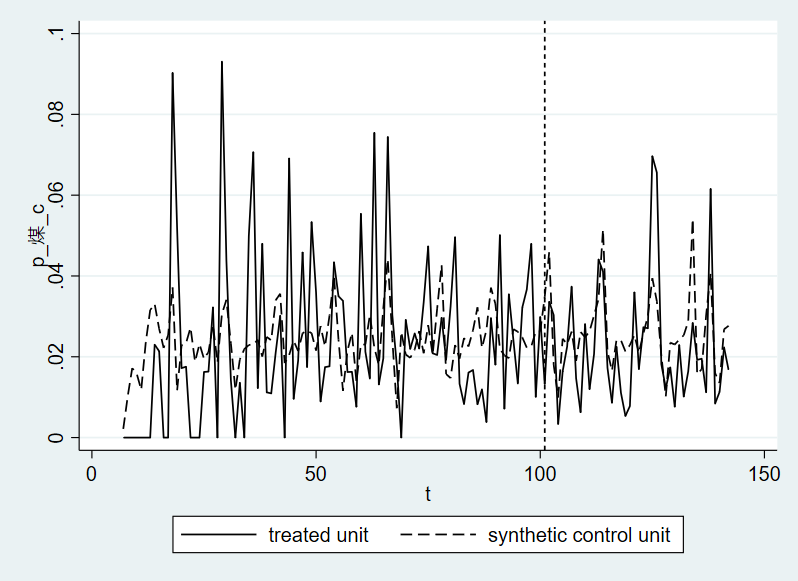 .1
.08
.06
.04
.02
0
p_煤_c
0 50 100 150
t
treated unit synthetic control unit